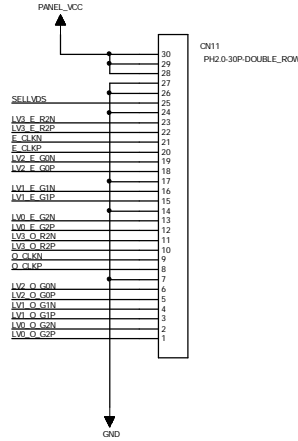 PANEL_VCC
CN11
PH2.0-30P-DOUBLE_ROW
30
29
28
27
26
SELLVDS 25
24
LV3_E_R2N 23
LV3_E_R2P 22
E_CLKN 21
E_CLKP 20
LV2_E_G0N 19
LV2_E_G0P 18
17
LV1_E_G1N 16
LV1_E_G1P 15
14
LV0_E_G2N 13
LV0_E_G2P 12
LV3_O_R2N 11
LV3_O_R2P 10
O_CLKN 9
O_CLKP 8
7
LV2_O_G0N 6
LV2_O_G0P 5
LV1_O_G1N 4
LV1_O_G1P 3
LV0_O_G2N 2
LV0_O_G2P 1
GND